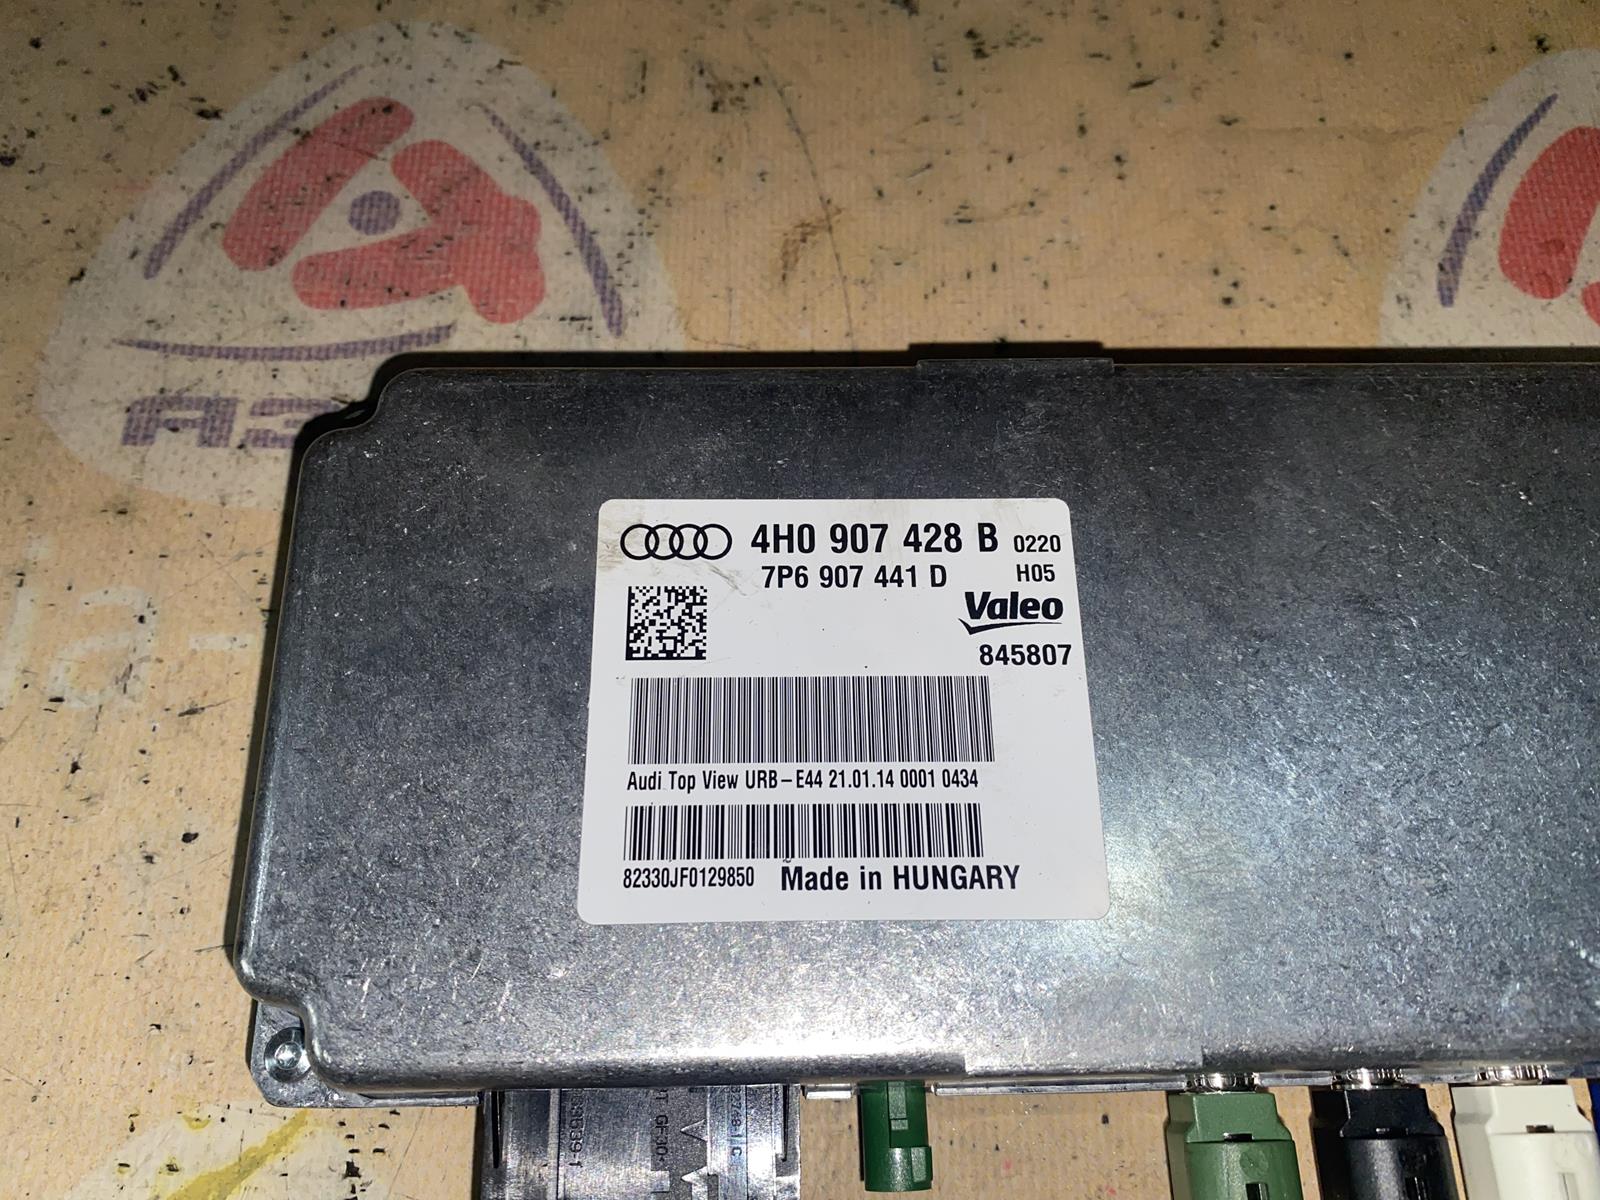 4H0 907 428 B 0220
7P6 907 441 D H05
Valeo
845807
Audi Top View URB-E44 21.01.14 0001 0434
82330JF0129850 Made in HUNGARY